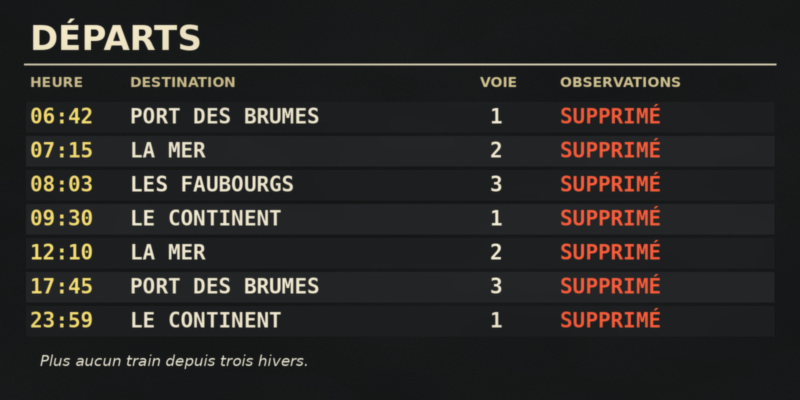 DÉPARTS
HEURE DESTINATION VOIE OBSERVATIONS
06:42 PORT DES BRUMES 1 SUPPRIMÉ
07:15 LA MER 2 SUPPRIMÉ
08:03 LES FAUBOURGS 3 SUPPRIMÉ
09:30 LE CONTINENT 1 SUPPRIMÉ
12:10 LA MER 2 SUPPRIMÉ
17:45 PORT DES BRUMES 3 SUPPRIMÉ
23:59 LE CONTINENT 1 SUPPRIMÉ
Plus aucun train depuis trois hivers.